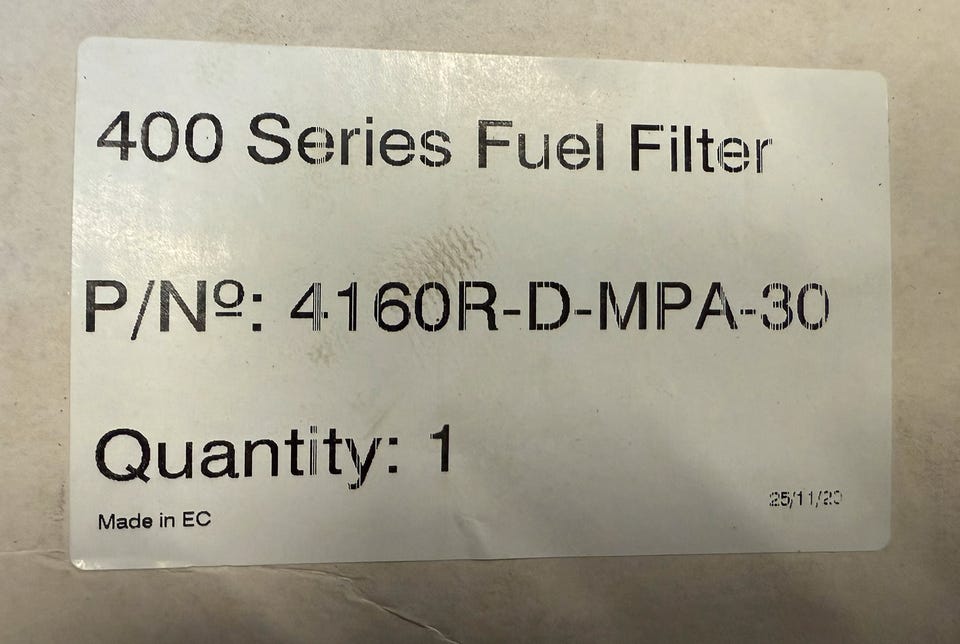 400 Series Fuel Filter
P/Nº: 4160R-D-MPA-30
Quantity: 1
25/11/20
Made in EC